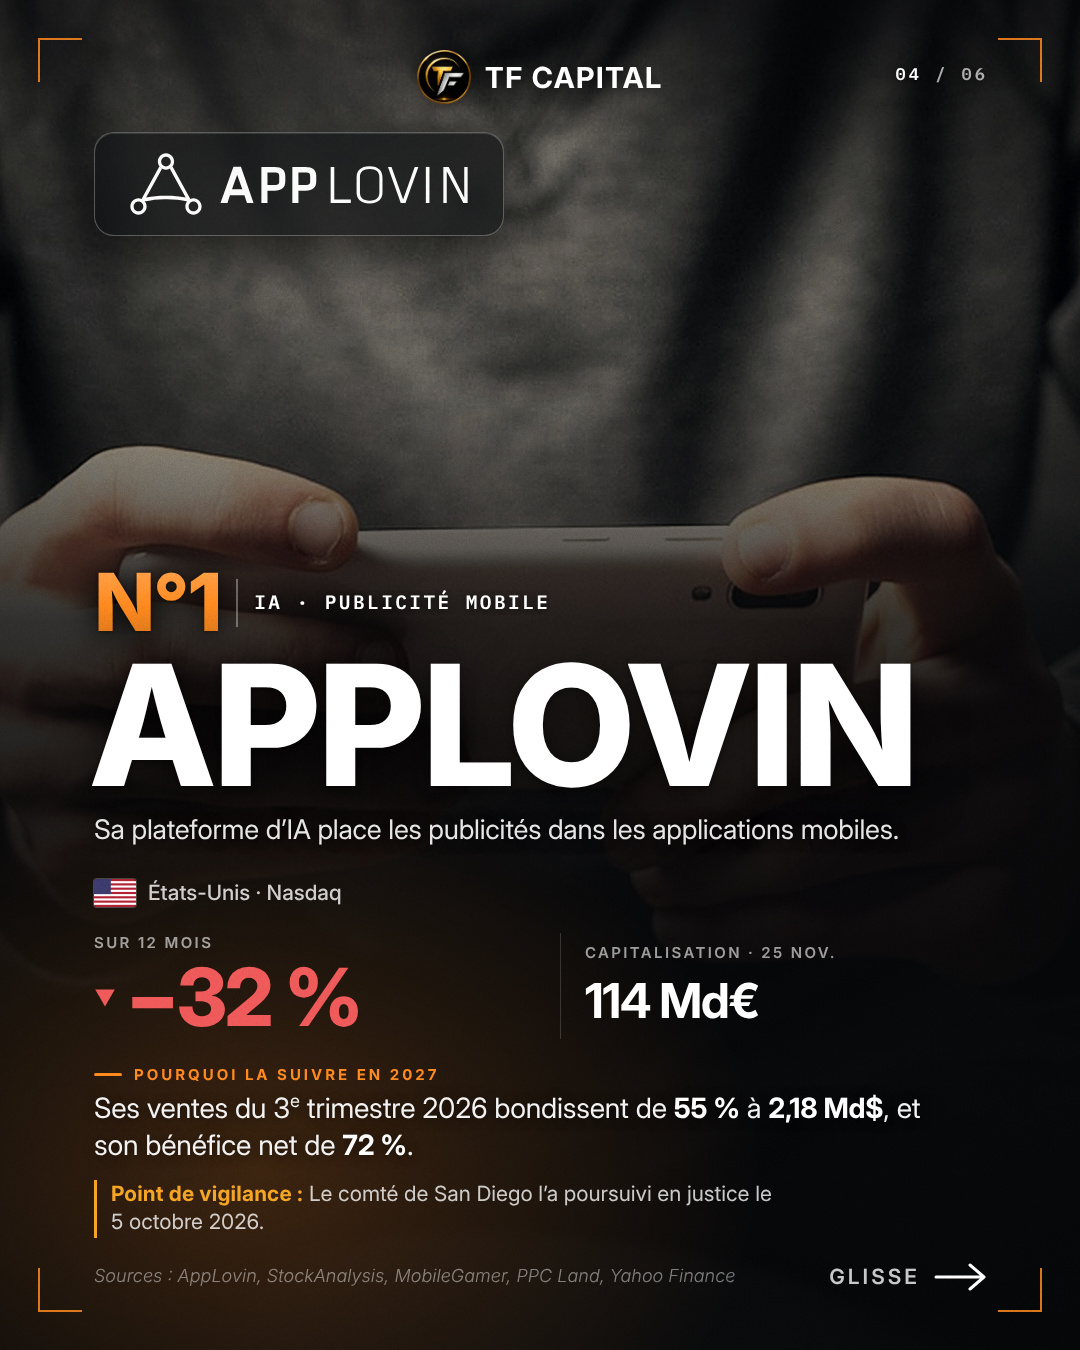 TF CAPITAL
04 / 06
APPLOVIN
N°1
IA · PUBLICITÉ MOBILE
APPLOVIN
Sa plateforme d’IA place les publicités dans les applications mobiles.
États-Unis · Nasdaq
SUR 12 MOIS
▼ –32 %
CAPITALISATION · 25 NOV.
114 Md€
POURQUOI LA SUIVRE EN 2027
Ses ventes du 3e trimestre 2026 bondissent de 55 % à 2,18 Md$, et
son bénéfice net de 72 %.
Point de vigilance : Le comté de San Diego l’a poursuivi en justice le
5 octobre 2026.
Sources : AppLovin, StockAnalysis, MobileGamer, PPC Land, Yahoo Finance
GLISSE